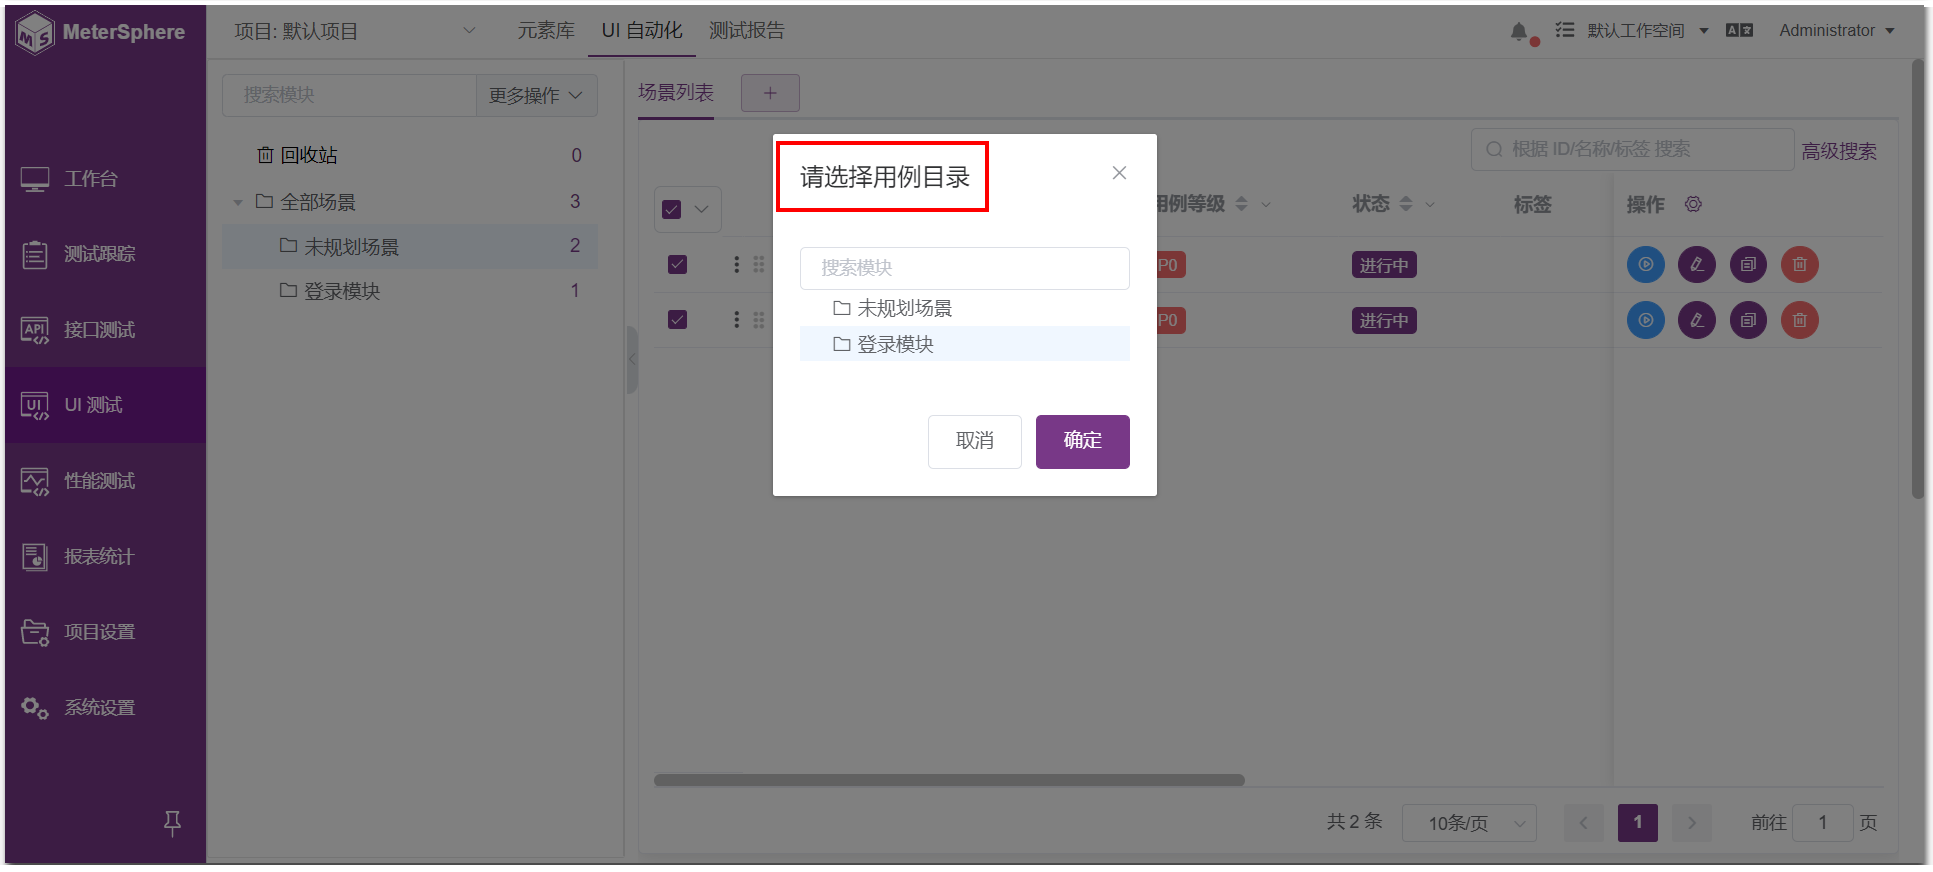 MeterSphere
项目: 默认项目
元素库
UI 自动化
测试报告
默认工作空间
Administrator
工作台
测试跟踪
API
接口测试
UI
UI 测试
性能测试
报表统计
项目设置
系统设置
搜索模块
更多操作
回收站
0
全部场景
3
未规划场景
2
登录模块
1
场景列表
+
根据 ID/名称/标签 搜索
高级搜索
用例等级
状态
标签
操作
P0
进行中
P0
进行中
请选择用例目录
搜索模块
未规划场景
登录模块
取消
确定
共 2 条
10条/页
1
前往
1
页